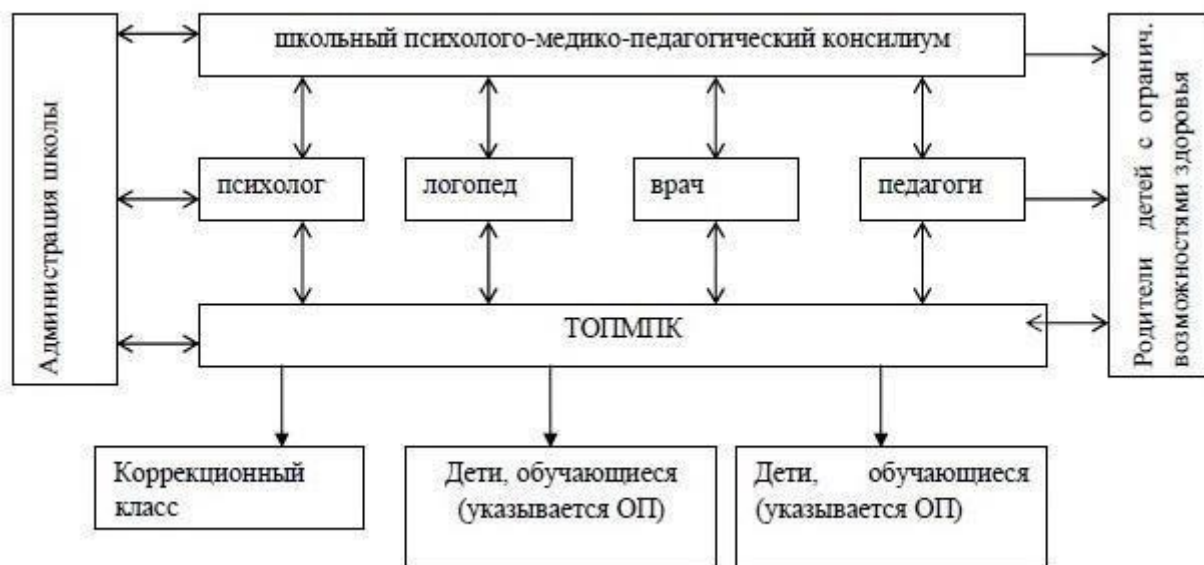 школьный психолого-медико-педагогический консилиум
Администрация школы
Родители детей с огранич.
возможностями здоровья
психолог
логопед
врач
педагоги
ТОПМПК
Коррекционный
класс
Дети, обучающиеся
(указывается ОП)
Дети, обучающиеся
(указывается ОП)